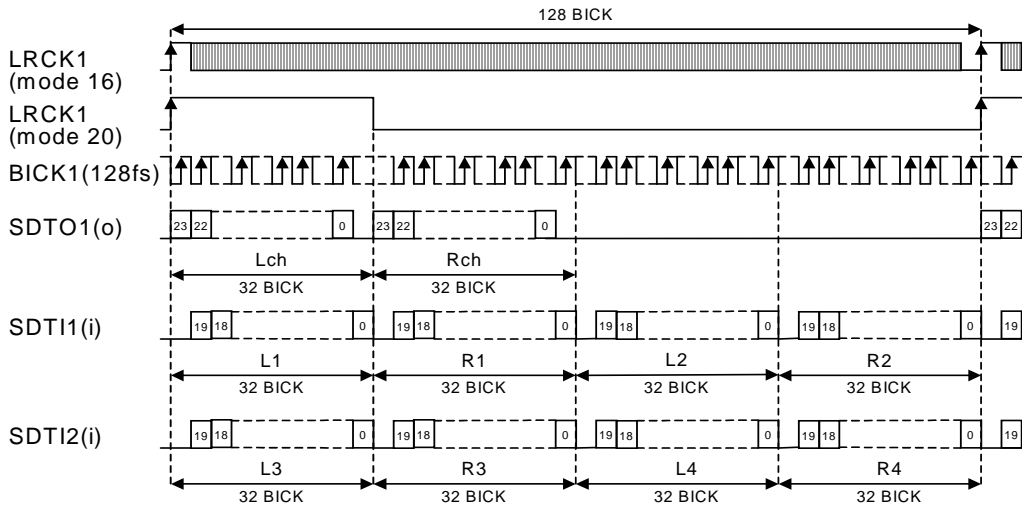 128 BICK
LRCK1
(mode 16)
LRCK1
(mode 20)
BICK1(128fs)
SDTO1(o)
23 22 0 23 22 0 23 22
Lch Rch
32 BICK 32 BICK
SDTI1(i)
19 18 0 19 18 0 19 18 0 19 18 0 19
L1 R1 L2 R2
32 BICK 32 BICK 32 BICK 32 BICK
SDTI2(i)
19 18 0 19 18 0 19 18 0 19 18 0 19
L3 R3 L4 R4
32 BICK 32 BICK 32 BICK 32 BICK